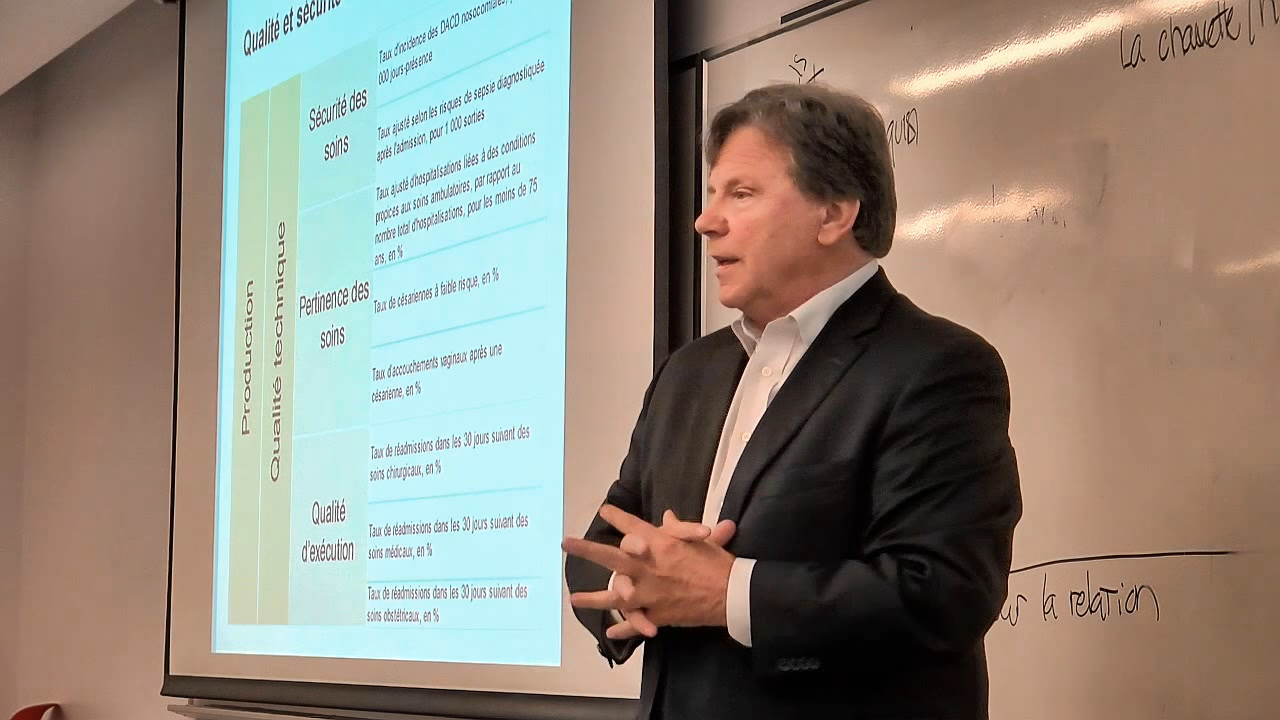 Qualité et sécurité
Production
Qualité technique
Sécurité des
soins
Taux d'incidence des DACD nosocomiales,
000 jours-présence
Taux ajusté selon les risques de sepsie diagnostiquée
après l'admission, pour 1 000 sorties
Pertinence des
soins
Taux ajusté d'hospitalisations liées à des conditions
propices aux soins ambulatoires, par rapport au
nombre total d'hospitalisations, pour les moins de 75
ans, en %
Taux de césariennes à faible risque, en %
Taux d'accouchements vaginaux après une
césarienne, en %
Qualité
d'exécution
Taux de réadmissions dans les 30 jours suivant des
soins chirurgicaux, en %
Taux de réadmissions dans les 30 jours suivant des
soins médicaux, en %
Taux de réadmissions dans les 30 jours suivant des
soins obstétricaux, en %
La
la relation